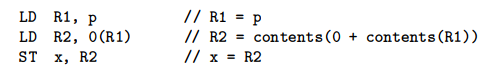 LD R1, p // R1 = p
LD R2, 0(R1) // R2 = contents(0 + contents(R1))
ST x, R2 // x = R2